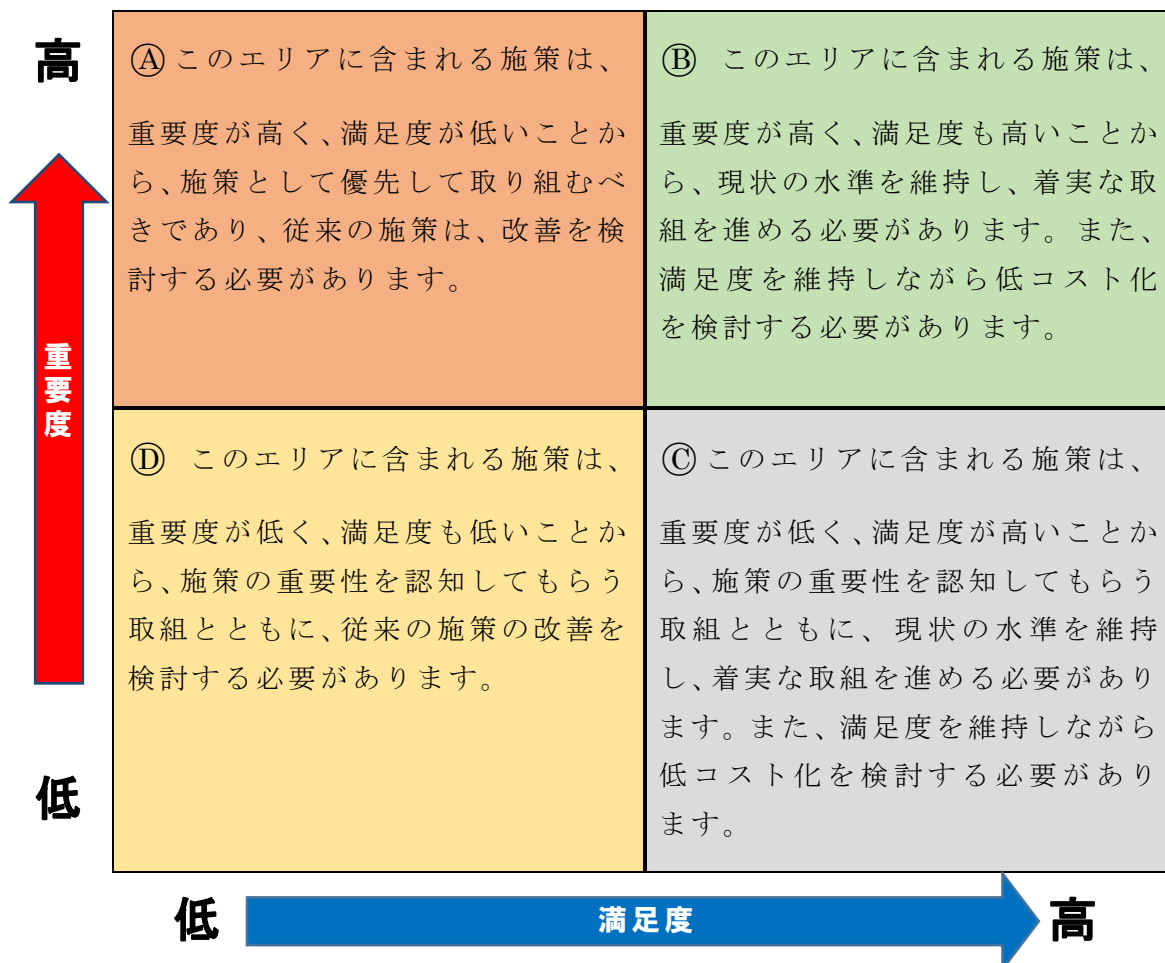 高
Ⓐこのエリアに含まれる施策は、
重要度が高く、満足度が低いことか
ら、施策として優先して取り組むべ
きであり、従来の施策は、改善を検
討する必要があります。
Ⓑ このエリアに含まれる施策は、
重要度が高く、満足度も高いことか
ら、現状の水準を維持し、着実な取
組を進める必要があります。また、
満足度を維持しながら低コスト化
を検討する必要があります。
重要度
Ⓓ このエリアに含まれる施策は、
重要度が低く、満足度も低いことか
ら、施策の重要性を認知してもらう
取組とともに、従来の施策の改善を
検討する必要があります。
Ⓒこのエリアに含まれる施策は、
重要度が低く、満足度が高いことか
ら、施策の重要性を認知してもらう
取組とともに、現状の水準を維持
し、着実な取組を進める必要があり
ます。また、満足度を維持しながら
低コスト化を検討する必要があり
ます。
低
低
満足度
高